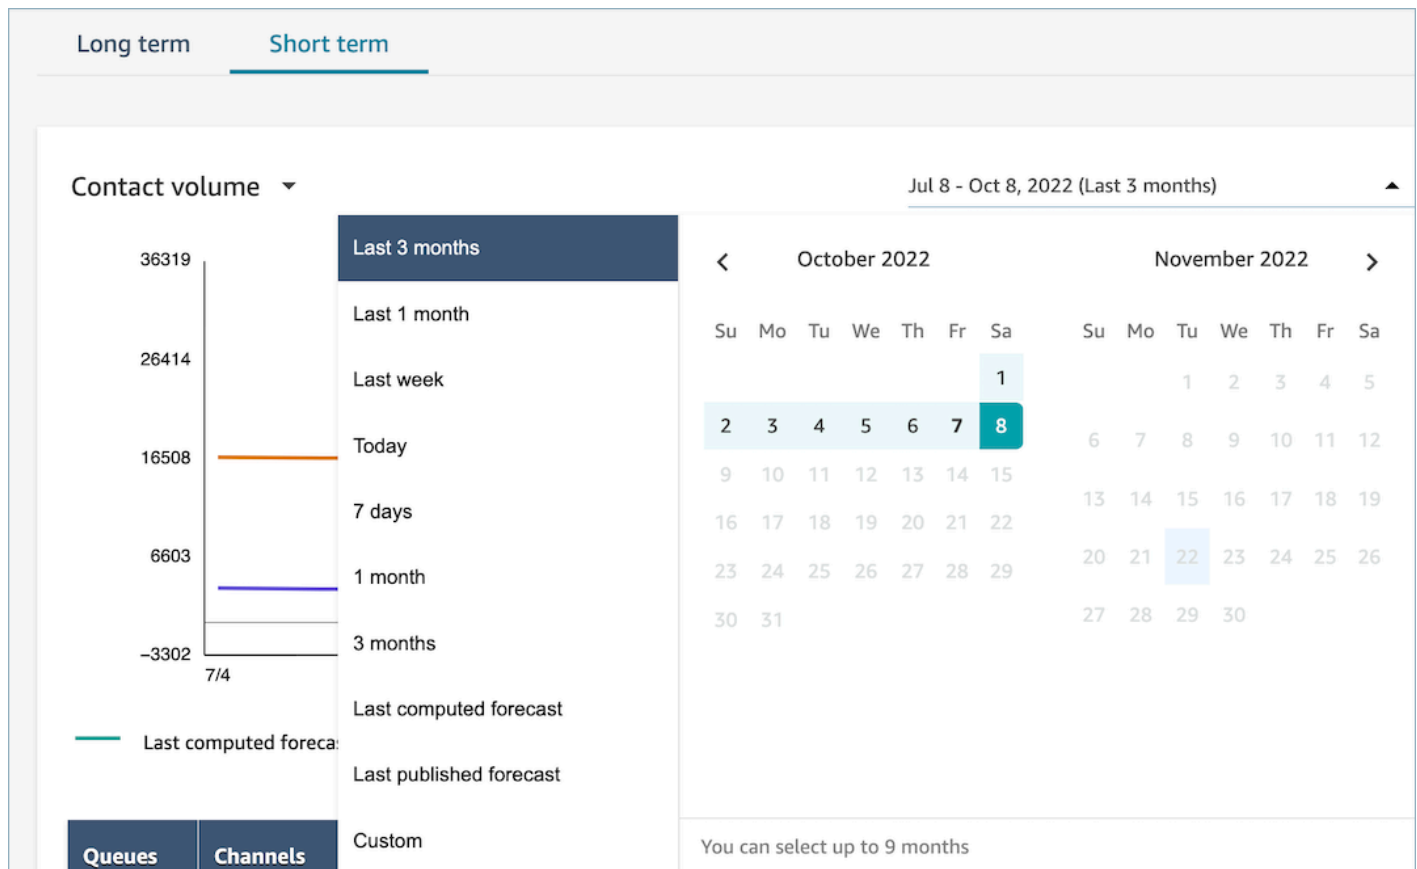 Long term
Short term
Contact volume
Jul 8 - Oct 8, 2022 (Last 3 months)
36319
26414
16508
6603
−3302
7/4
Last computed
Queues Channels
Last 3 months
Last 1 month
Last week
Today
7 days
1 month
3 months
Last computed forecast
Last published forecast
Custom
October 2022
Su Mo Tu We Th Fr Sa
1
2 3 4 5 6 7 8
9 10 11 12 13 14 15
16 17 18 19 20 21 22
23 24 25 26 27 28 29
30 31
November 2022
Su Mo Tu We Th Fr Sa
1 2 3 4 5
6 7 8 9 10 11 12
13 14 15 16 17 18 19
20 21 22 23 24 25 26
27 28 29 30
You can select up to 9 months